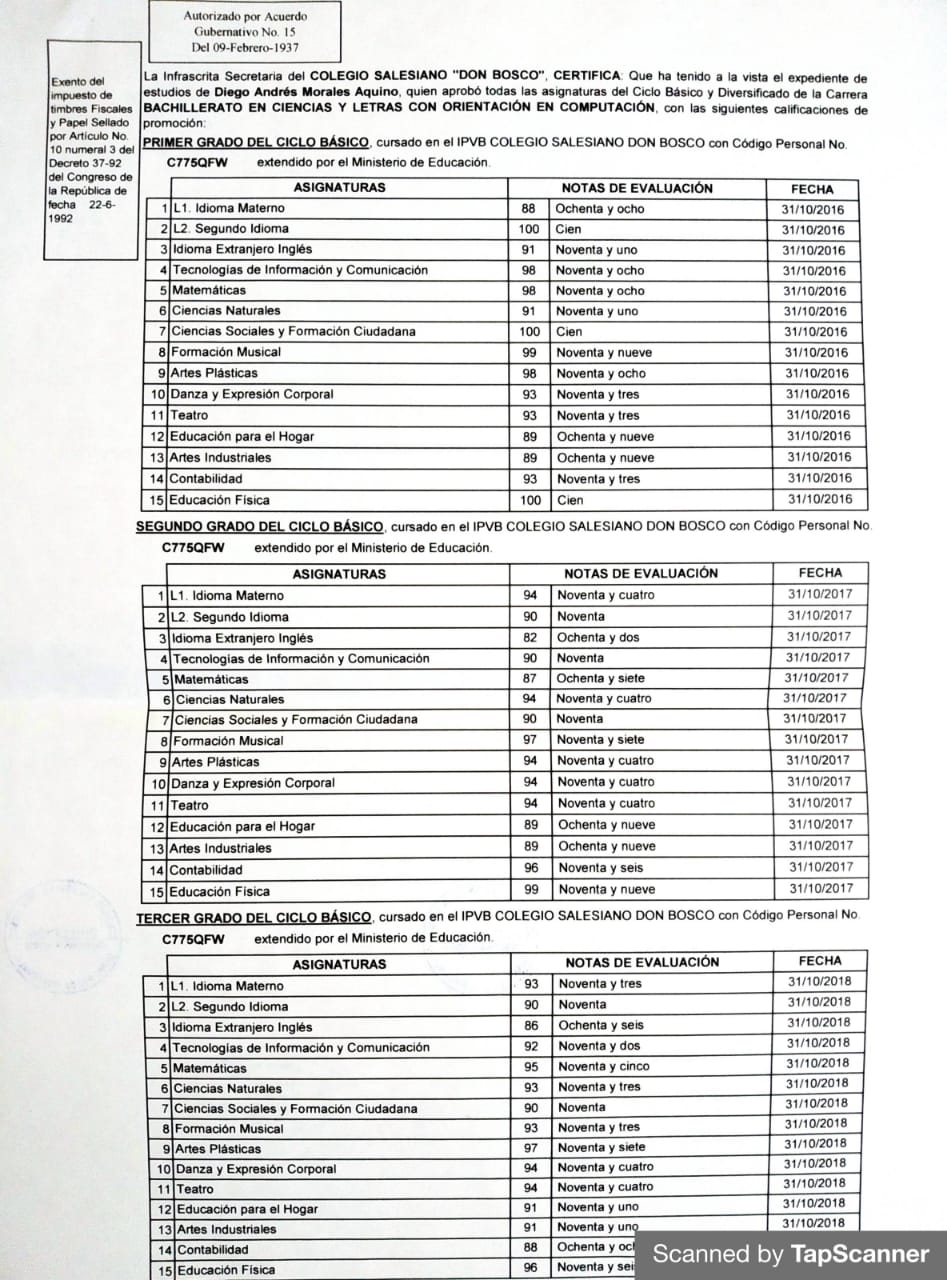 Autorizado por Acuerdo
Gubernativo No. 15
Del 09-Febrero-1937
Exento del
impuesto de
timbres Fiscales
y Papel Sellado
por Artículo No.
10 numeral 3 del
Decreto 37-92
del Congreso de
la República de
fecha 22-6-
1992
La Infrascrita Secretaria del COLEGIO SALESIANO "DON BOSCO", CERTIFICA: Que ha tenido a la vista el expediente de
estudios de Diego Andrés Morales Aquino, quien aprobó todas las asignaturas del Ciclo Básico y Diversificado de la Carrera
BACHILLERATO EN CIENCIAS Y LETRAS CON ORIENTACIÓN EN COMPUTACIÓN, con las siguientes calificaciones de
promoción:
PRIMER GRADO DEL CICLO BÁSICO, cursado en el IPVB COLEGIO SALESIANO DON BOSCO con Código Personal No.
C775QFW extendido por el Ministerio de Educación.
ASIGNATURAS NOTAS DE EVALUACIÓN FECHA
1 L1. Idioma Materno 88 Ochenta y ocho 31/10/2016
2 L2. Segundo Idioma 100 Cien 31/10/2016
3 Idioma Extranjero Inglés 91 Noventa y uno 31/10/2016
4 Tecnologías de Información y Comunicación 98 Noventa y ocho 31/10/2016
5 Matemáticas 98 Noventa y ocho 31/10/2016
6 Ciencias Naturales 91 Noventa y uno 31/10/2016
7 Ciencias Sociales y Formación Ciudadana 100 Cien 31/10/2016
8 Formación Musical 99 Noventa y nueve 31/10/2016
9 Artes Plásticas 98 Noventa y ocho 31/10/2016
10 Danza y Expresión Corporal 93 Noventa y tres 31/10/2016
11 Teatro 93 Noventa y tres 31/10/2016
12 Educación para el Hogar 89 Ochenta y nueve 31/10/2016
13 Artes Industriales 89 Ochenta y nueve 31/10/2016
14 Contabilidad 93 Noventa y tres 31/10/2016
15 Educación Física 100 Cien 31/10/2016
SEGUNDO GRADO DEL CICLO BÁSICO, cursado en el IPVB COLEGIO SALESIANO DON BOSCO con Código Personal No.
C775QFW extendido por el Ministerio de Educación.
ASIGNATURAS NOTAS DE EVALUACIÓN FECHA
1 L1. Idioma Materno 94 Noventa y cuatro 31/10/2017
2 L2. Segundo Idioma 90 Noventa 31/10/2017
3 Idioma Extranjero Inglés 82 Ochenta y dos 31/10/2017
4 Tecnologías de Información y Comunicación 90 Noventa 31/10/2017
5 Matemáticas 87 Ochenta y siete 31/10/2017
6 Ciencias Naturales 94 Noventa y cuatro 31/10/2017
7 Ciencias Sociales y Formación Ciudadana 90 Noventa 31/10/2017
8 Formación Musical 97 Noventa y siete 31/10/2017
9 Artes Plásticas 94 Noventa y cuatro 31/10/2017
10 Danza y Expresión Corporal 94 Noventa y cuatro 31/10/2017
11 Teatro 94 Noventa y cuatro 31/10/2017
12 Educación para el Hogar 89 Ochenta y nueve 31/10/2017
13 Artes Industriales 89 Ochenta y nueve 31/10/2017
14 Contabilidad 96 Noventa y seis 31/10/2017
15 Educación Física 99 Noventa y nueve 31/10/2017
TERCER GRADO DEL CICLO BÁSICO, cursado en el IPVB COLEGIO SALESIANO DON BOSCO con Código Personal No.
C775QFW extendido por el Ministerio de Educación.
ASIGNATURAS NOTAS DE EVALUACIÓN FECHA
1 L1. Idioma Materno 93 Noventa y tres 31/10/2018
2 L2. Segundo Idioma 90 Noventa 31/10/2018
3 Idioma Extranjero Inglés 86 Ochenta y seis 31/10/2018
4 Tecnologías de Información y Comunicación 92 Noventa y dos 31/10/2018
5 Matemáticas 95 Noventa y cinco 31/10/2018
6 Ciencias Naturales 93 Noventa y tres 31/10/2018
7 Ciencias Sociales y Formación Ciudadana 90 Noventa 31/10/2018
8 Formación Musical 93 Noventa y tres 31/10/2018
9 Artes Plásticas 97 Noventa y siete 31/10/2018
10 Danza y Expresión Corporal 94 Noventa y cuatro 31/10/2018
11 Teatro 94 Noventa y cuatro 31/10/2018
12 Educación para el Hogar 91 Noventa y uno 31/10/2018
13 Artes Industriales 91 Noventa y uno 31/10/2018
14 Contabilidad 88 Ochenta y
15 Educación Física 96 Noventa y
Scanned by TapScanner